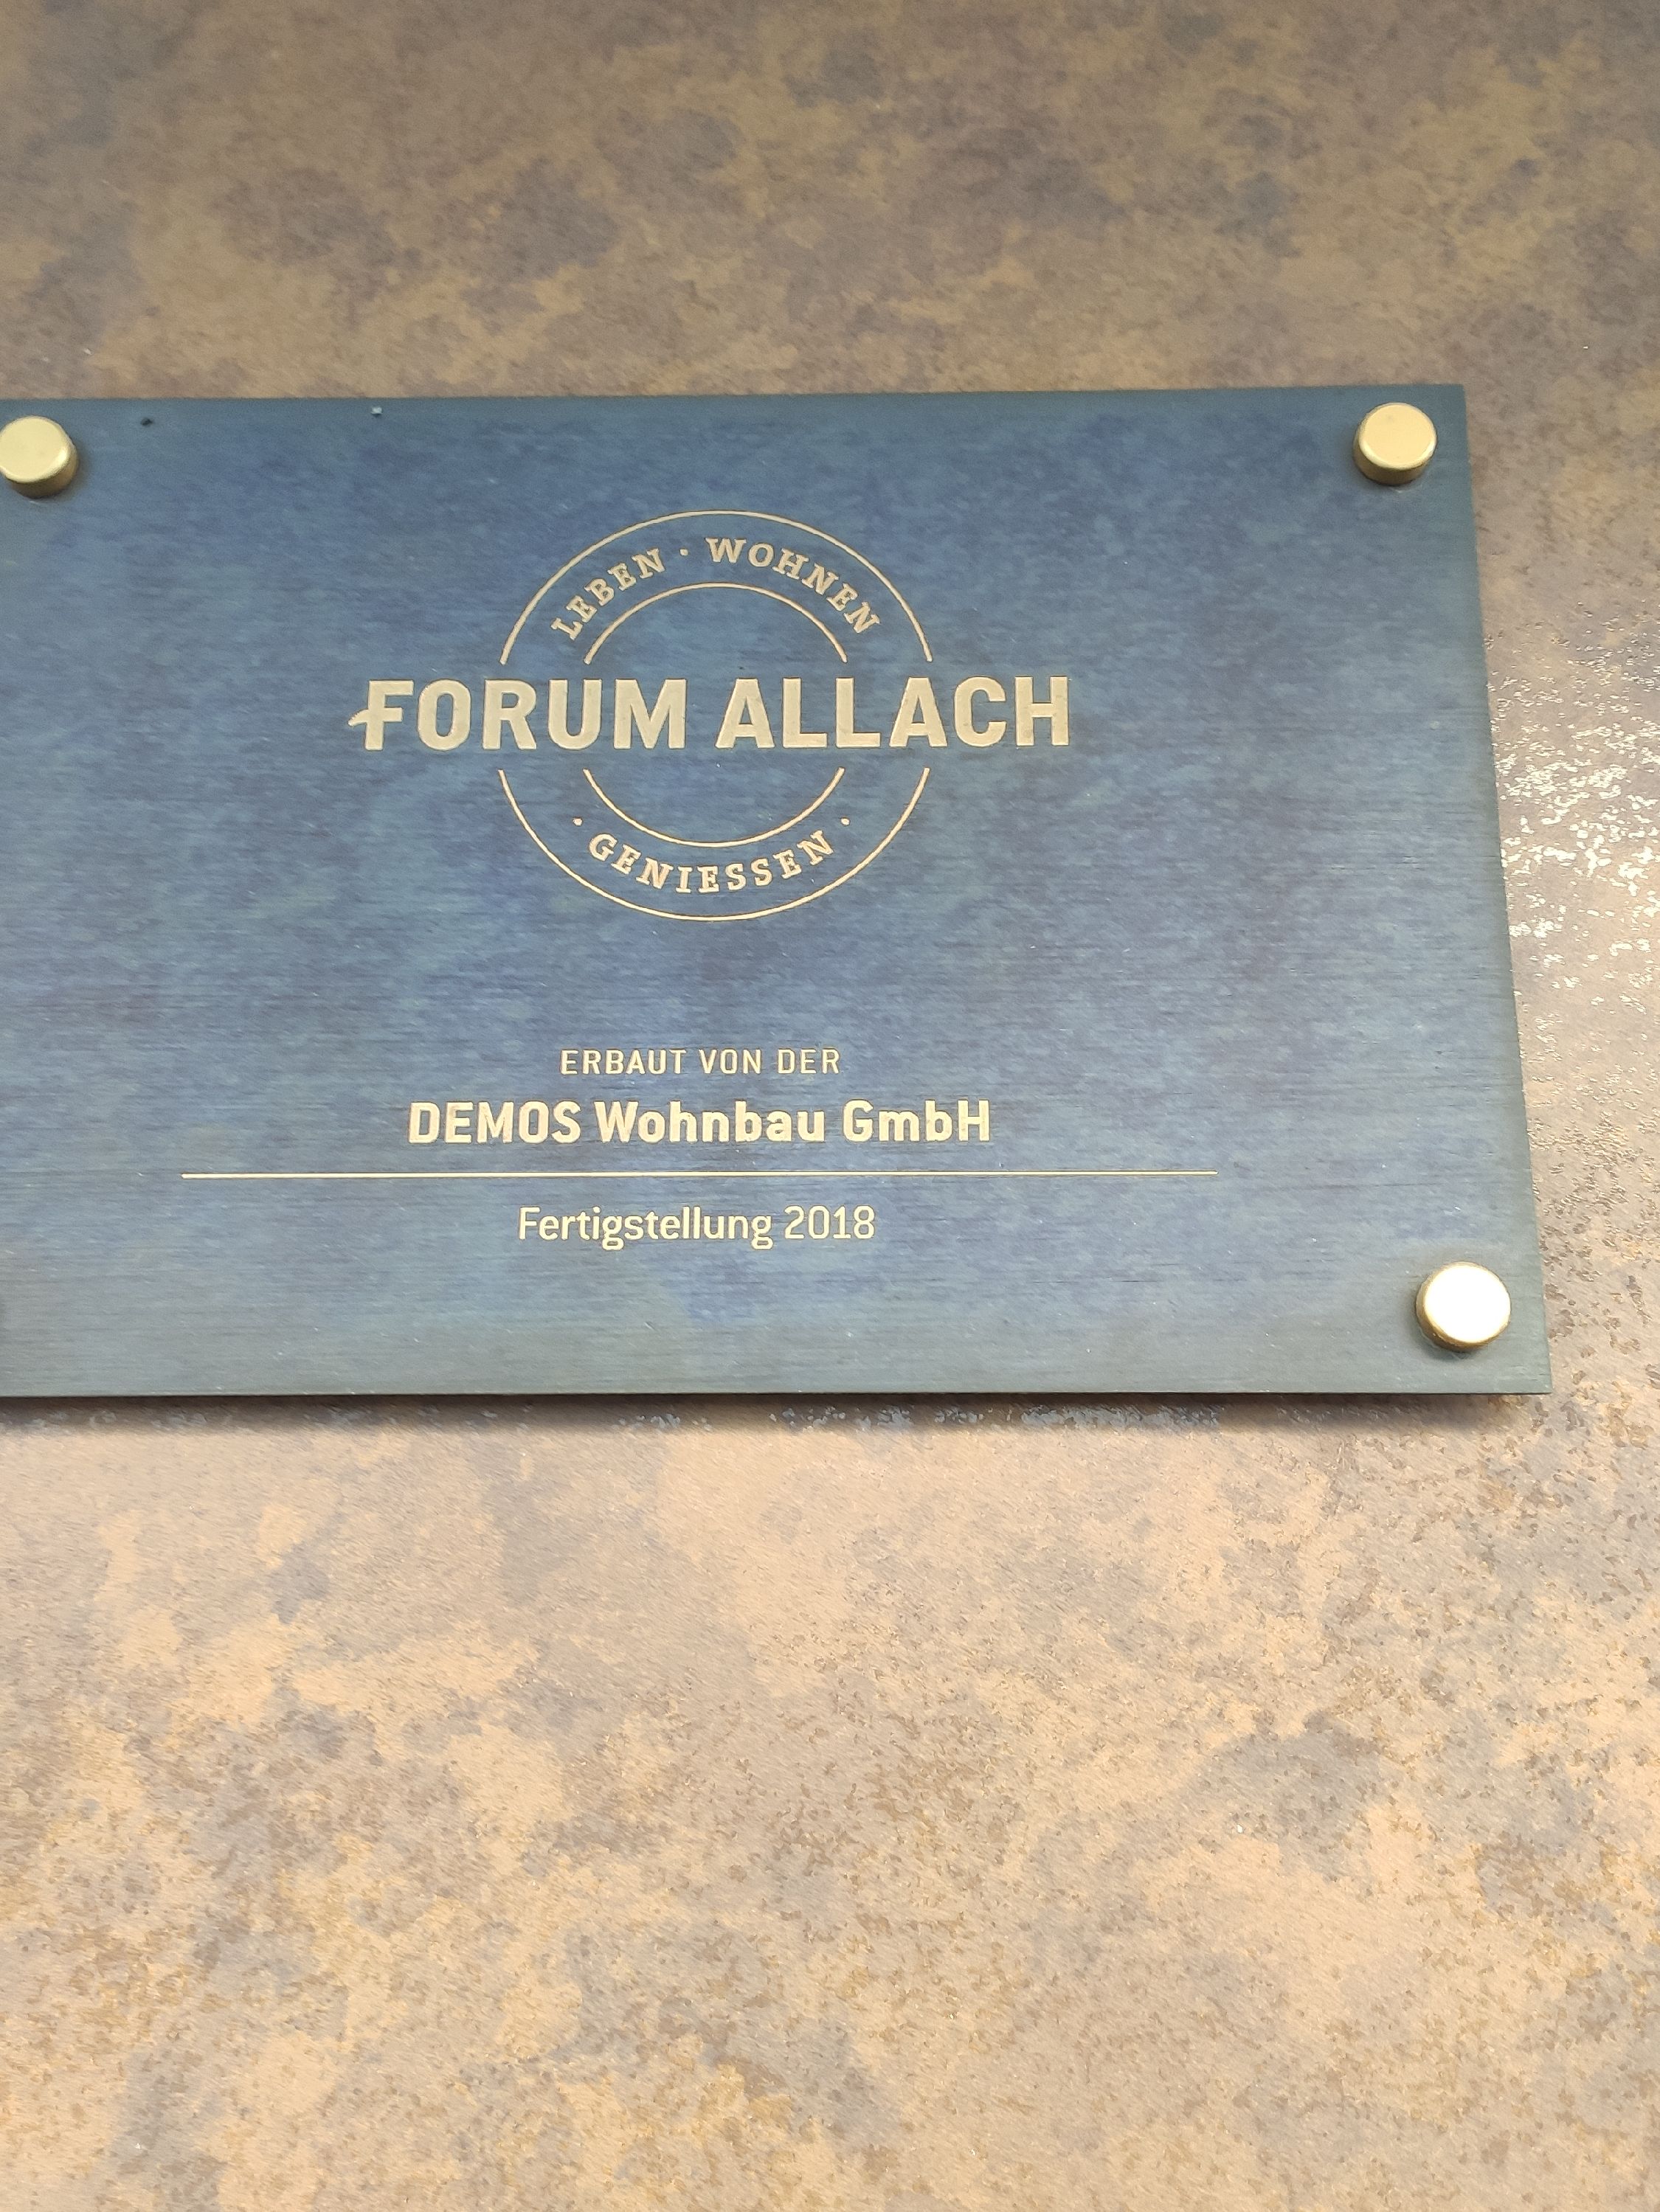 LEBEN · WOHNEN
FORUM ALLACH
· GENIESSEN ·
ERBAUT VON DER
DEMOS Wohnbau GmbH
Fertigstellung 2018